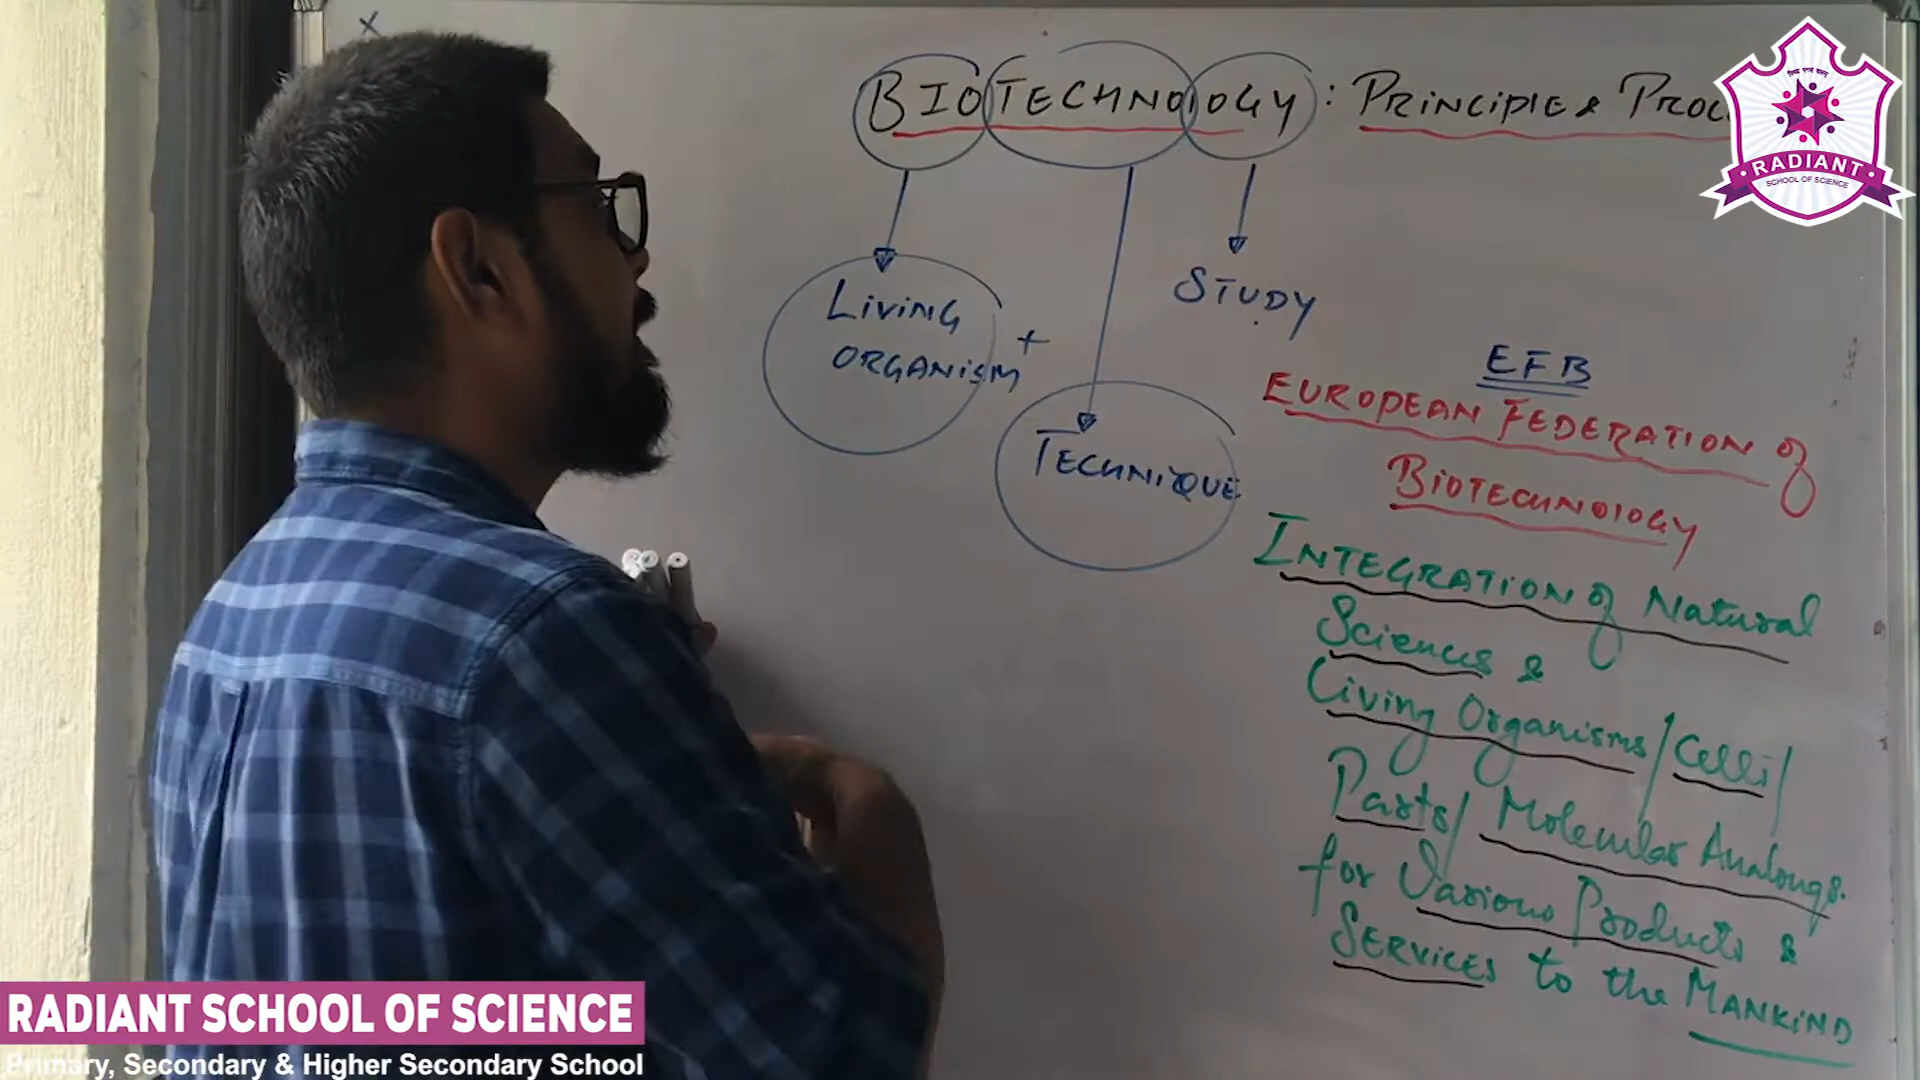 BIOTECHNOlOGY : PRINCIPlE & PROC
RADIANT
SCHOOL OF SCIENCE
LIVING
ORGANISM
+
TECHNIQUE
STUDY
EFB
EUROPEAN FEDERATION of
BIOTECHNOlOGY
INTEGRATION of Natural
Sciences &
Living Organisms/Cells/
Parts/ Molecular Analougs.
for Various Products &
SERVICES to the MANKIND
RADIANT SCHOOL OF SCIENCE
Primary, Secondary & Higher Secondary School